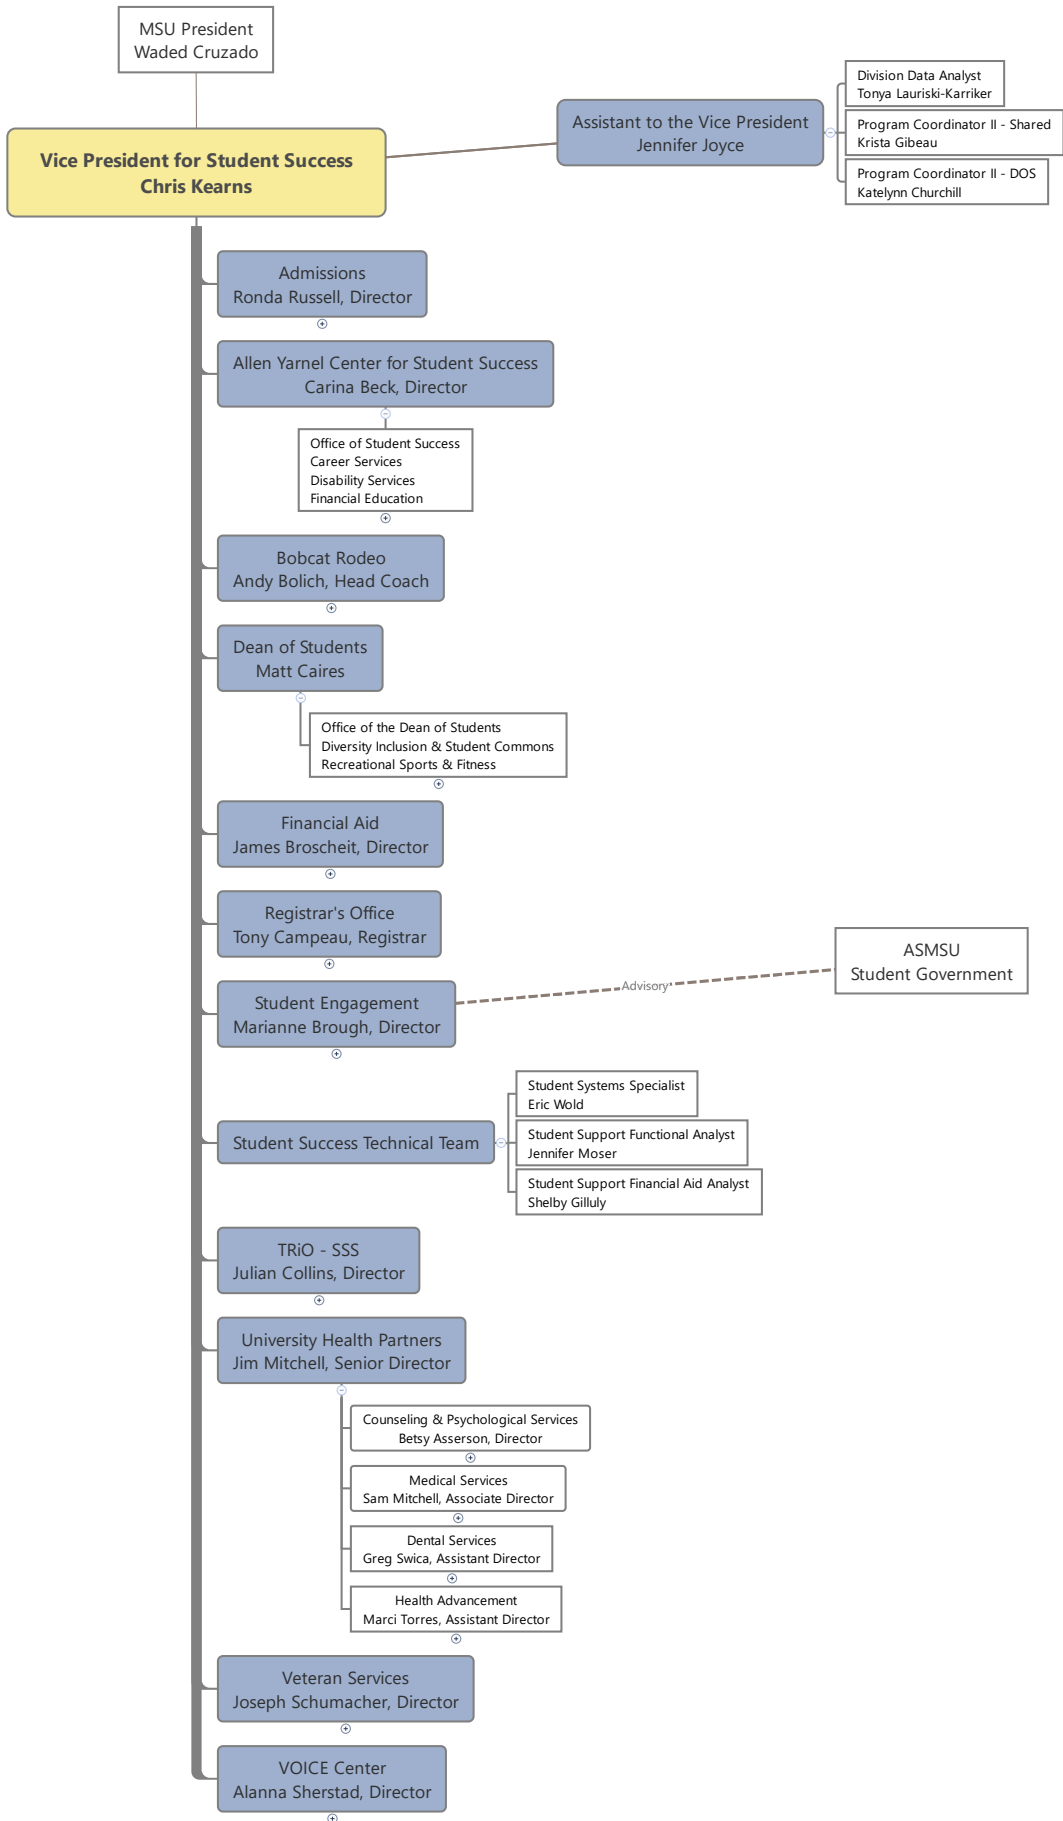 MSU President
Waded Cruzado
Vice President for Student Success
Chris Kearns
Assistant to the Vice President
Jennifer Joyce
Division Data Analyst
Tonya Lauriski-Karriker
Program Coordinator II - Shared
Krista Gibeau
Program Coordinator II - DOS
Katelynn Churchill
Admissions
Ronda Russell, Director
Allen Yarnel Center for Student Success
Carina Beck, Director
Office of Student Success
Career Services
Disability Services
Financial Education
Bobcat Rodeo
Andy Bolich, Head Coach
Dean of Students
Matt Caires
Office of the Dean of Students
Diversity Inclusion & Student Commons
Recreational Sports & Fitness
Financial Aid
James Broscheit, Director
Registrar's Office
Tony Campeau, Registrar
Student Engagement
Marianne Brough, Director
Advisory
ASMSU
Student Government
Student Success Technical Team
Student Systems Specialist
Eric Wold
Student Support Functional Analyst
Jennifer Moser
Student Support Financial Aid Analyst
Shelby Gilluly
TRiO - SSS
Julian Collins, Director
University Health Partners
Jim Mitchell, Senior Director
Counseling & Psychological Services
Betsy Asserson, Director
Medical Services
Sam Mitchell, Associate Director
Dental Services
Greg Swica, Assistant Director
Health Advancement
Marci Torres, Assistant Director
Veteran Services
Joseph Schumacher, Director
VOICE Center
Alanna Sherstad, Director